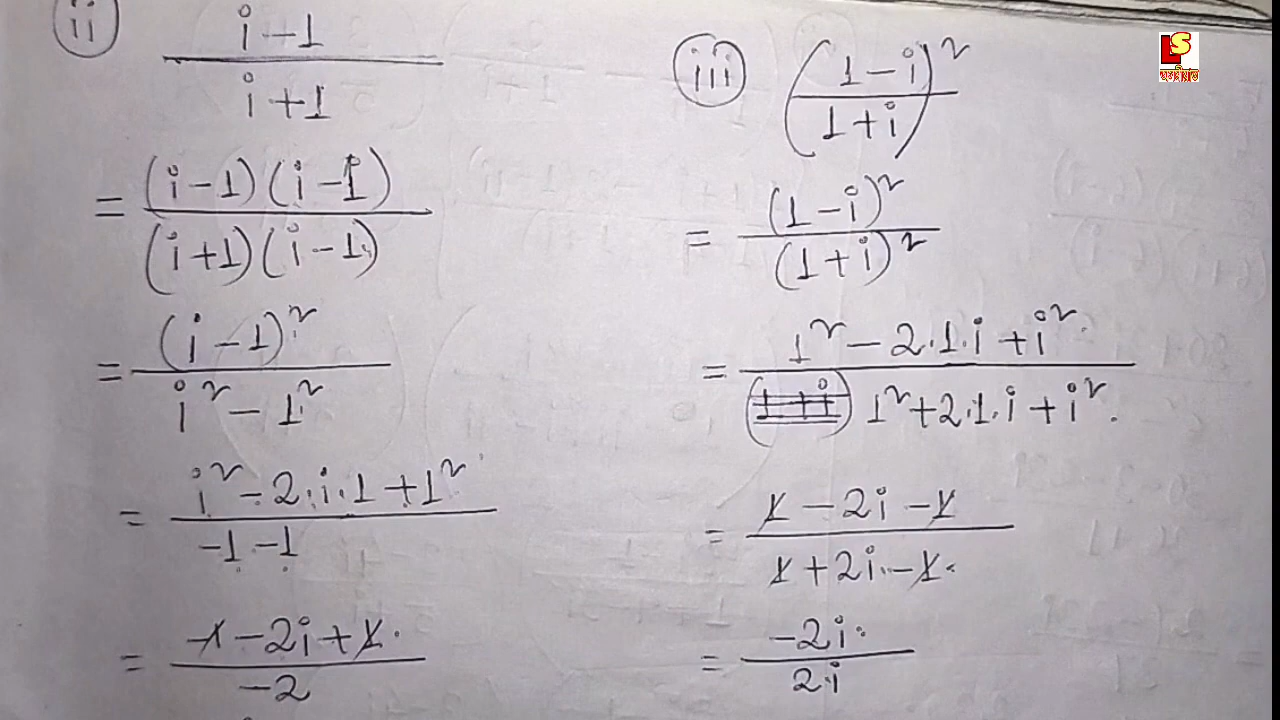 ii) i - 1 / i + 1
= (i - 1)(i - 1) / (i + 1)(i - 1)
= (i - 1)² / i² - 1²
= i² - 2.i.1 + 1² / -1 - 1
= -1 - 2i + 1 / -2
iii) (1 - i / 1 + i)²
= (1 - i)² / (1 + i)²
= 1² - 2.1.i + i² / 1² + 2.1.i + i²
= 1 - 2i - 1 / 1 + 2i - 1
= -2i / 2i
LS